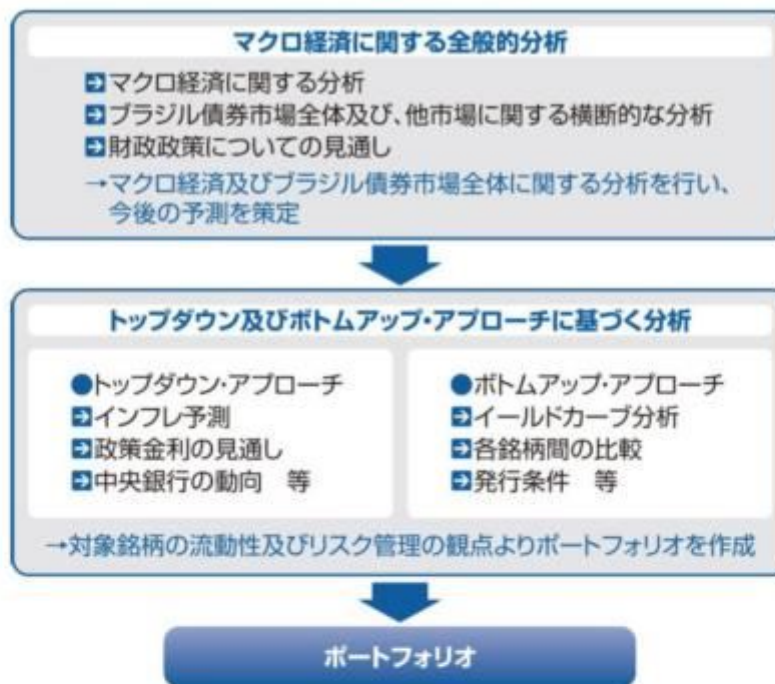 マクロ経済に関する全般的分析
マクロ経済に関する分析
ブラジル債券市場全体及び、他市場に関する横断的な分析
財政政策についての見通し
→マクロ経済及びブラジル債券市場全体に関する分析を行い、
今後の予測を策定
トップダウン及びボトムアップ・アプローチに基づく分析
●トップダウン・アプローチ
インフレ予測
政策金利の見通し
中央銀行の動向 等
●ボトムアップ・アプローチ
イールドカーブ分析
各銘柄間の比較
発行条件 等
→対象銘柄の流動性及びリスク管理の観点よりポートフォリオを作成
ポートフォリオ